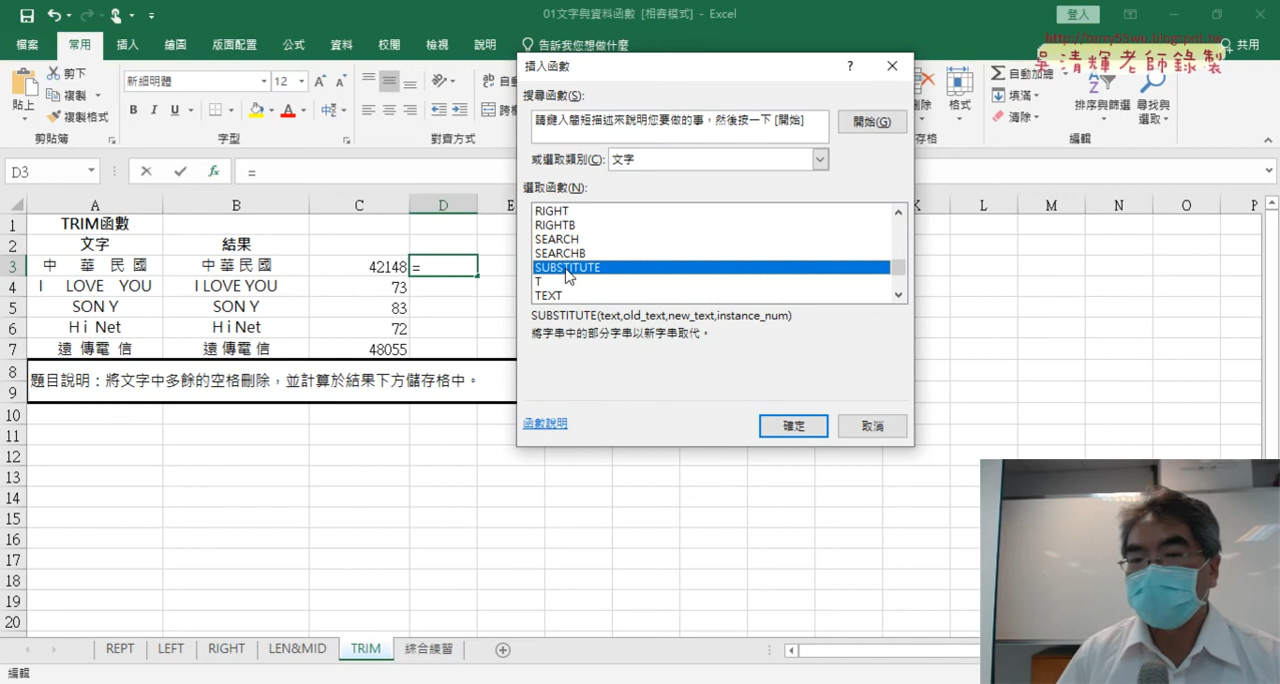 01文字與資料函數 [相容模式] - Excel
登入
http://terry55wu.blogspot.tw
吳清輝老師錄製
檔案 常用 插入 繪圖 版面配置 公式 資料 校閱 檢視 說明 告訴我您想做什麼 共用
貼上 剪下 複製 複製格式
新細明體 12
B I U
自動加總 填滿 清除
格式 排序與篩選 尋找與選取
剪貼簿 字型 對齊方式 編輯
D3 =
插入函數
搜尋函數(S):
請鍵入簡短描述來說明您要做的事，然後按一下 [開始]
開始(G)
或選取類別(C): 文字
選取函數(N):
RIGHT
RIGHTB
SEARCH
SEARCHB
SUBSTITUTE
T
TEXT
SUBSTITUTE(text,old_text,new_text,instance_num)
將字串中的部分字串以新字串取代。
函數說明
確定 取消
A B C D E K L M N O P
1 TRIM函數
2 文字 結果
3 中 華 民 國 中 華 民 國 42148 =
4 I LOVE YOU I LOVE YOU 73
5 SON Y SON Y 83
6 H i Net H i Net 72
7 遠 傳電 信 遠 傳電 信 48055
8
題目說明：將文字中多餘的空格刪除，並計算於結果下方儲存格中。
9
10
11
12
13
14
15
16
17
18
19
20
REPT LEFT RIGHT LEN&MID TRIM 綜合練習
編輯